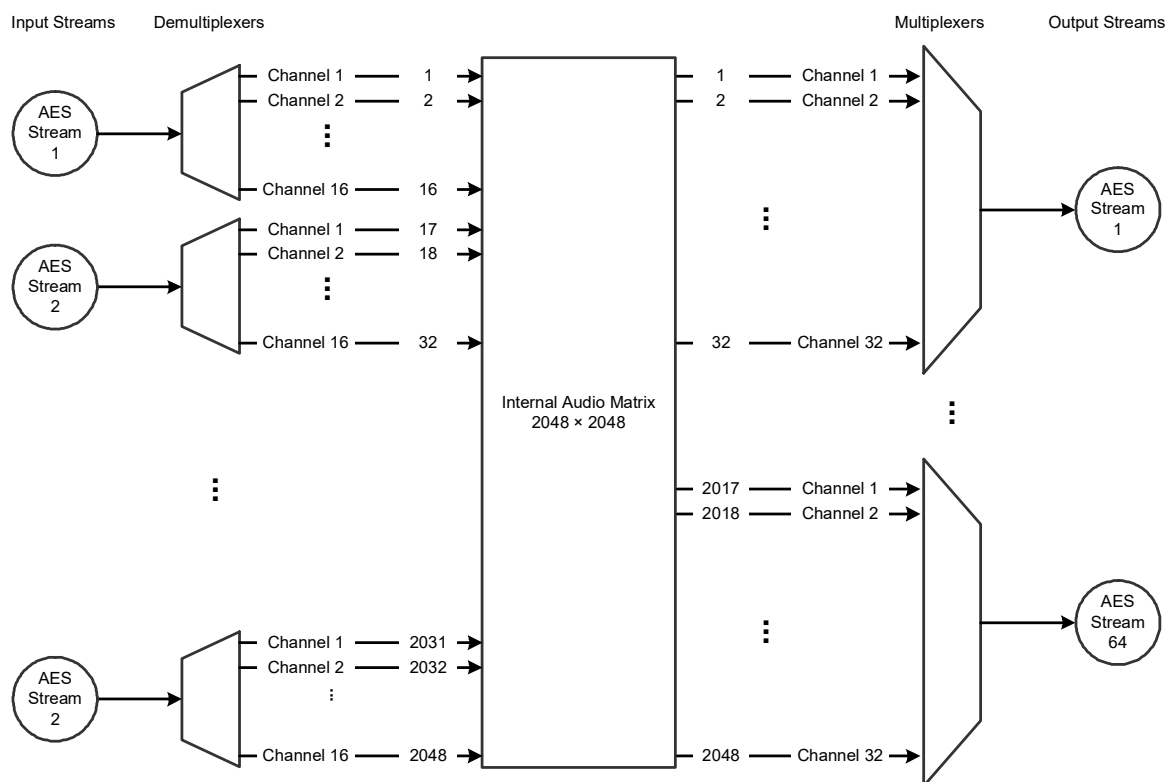 Input Streams
Demultiplexers
Multiplexers
Output Streams
AES
Stream
1
Channel 1
1
Channel 2
2
Channel 16
16
AES
Stream
2
Channel 1
17
Channel 2
18
Channel 16
32
AES
Stream
2
Channel 1
2031
Channel 2
2032
Channel 16
2048
Internal Audio Matrix
2048 × 2048
1
Channel 1
2
Channel 2
32
Channel 32
AES
Stream
1
2017
Channel 1
2018
Channel 2
2048
Channel 32
AES
Stream
64